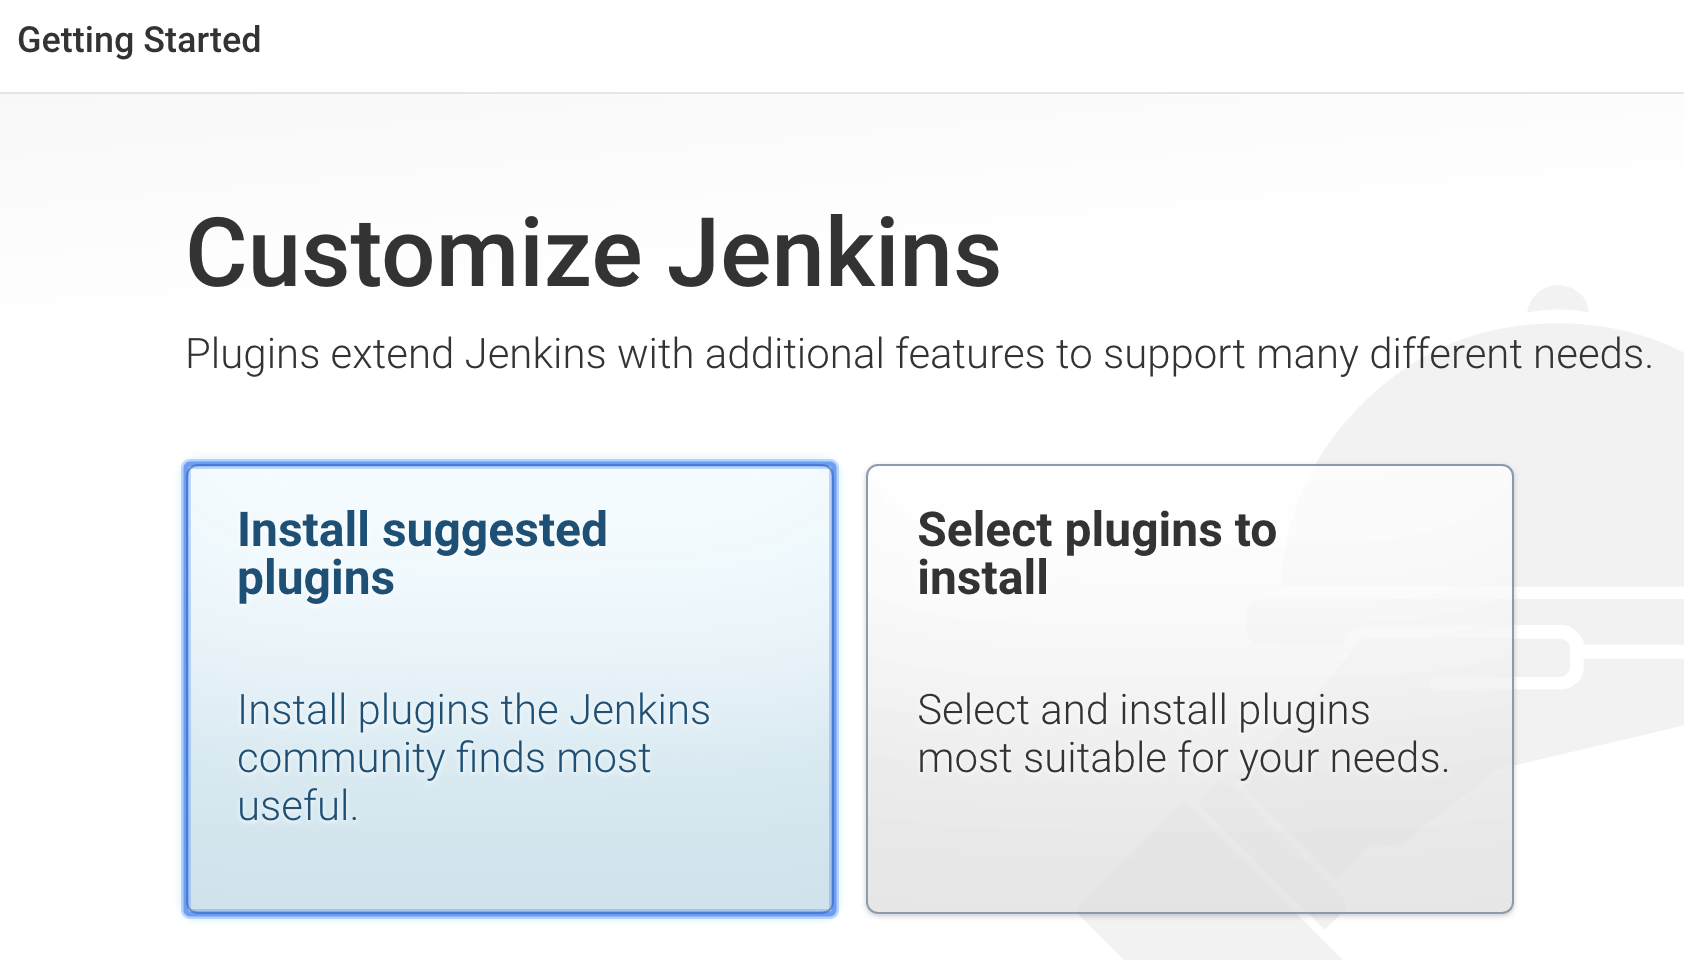 Getting Started
Customize Jenkins
Plugins extend Jenkins with additional features to support many different needs.
Install suggested
plugins
Install plugins the Jenkins
community finds most
useful.
Select plugins to
install
Select and install plugins
most suitable for your needs.